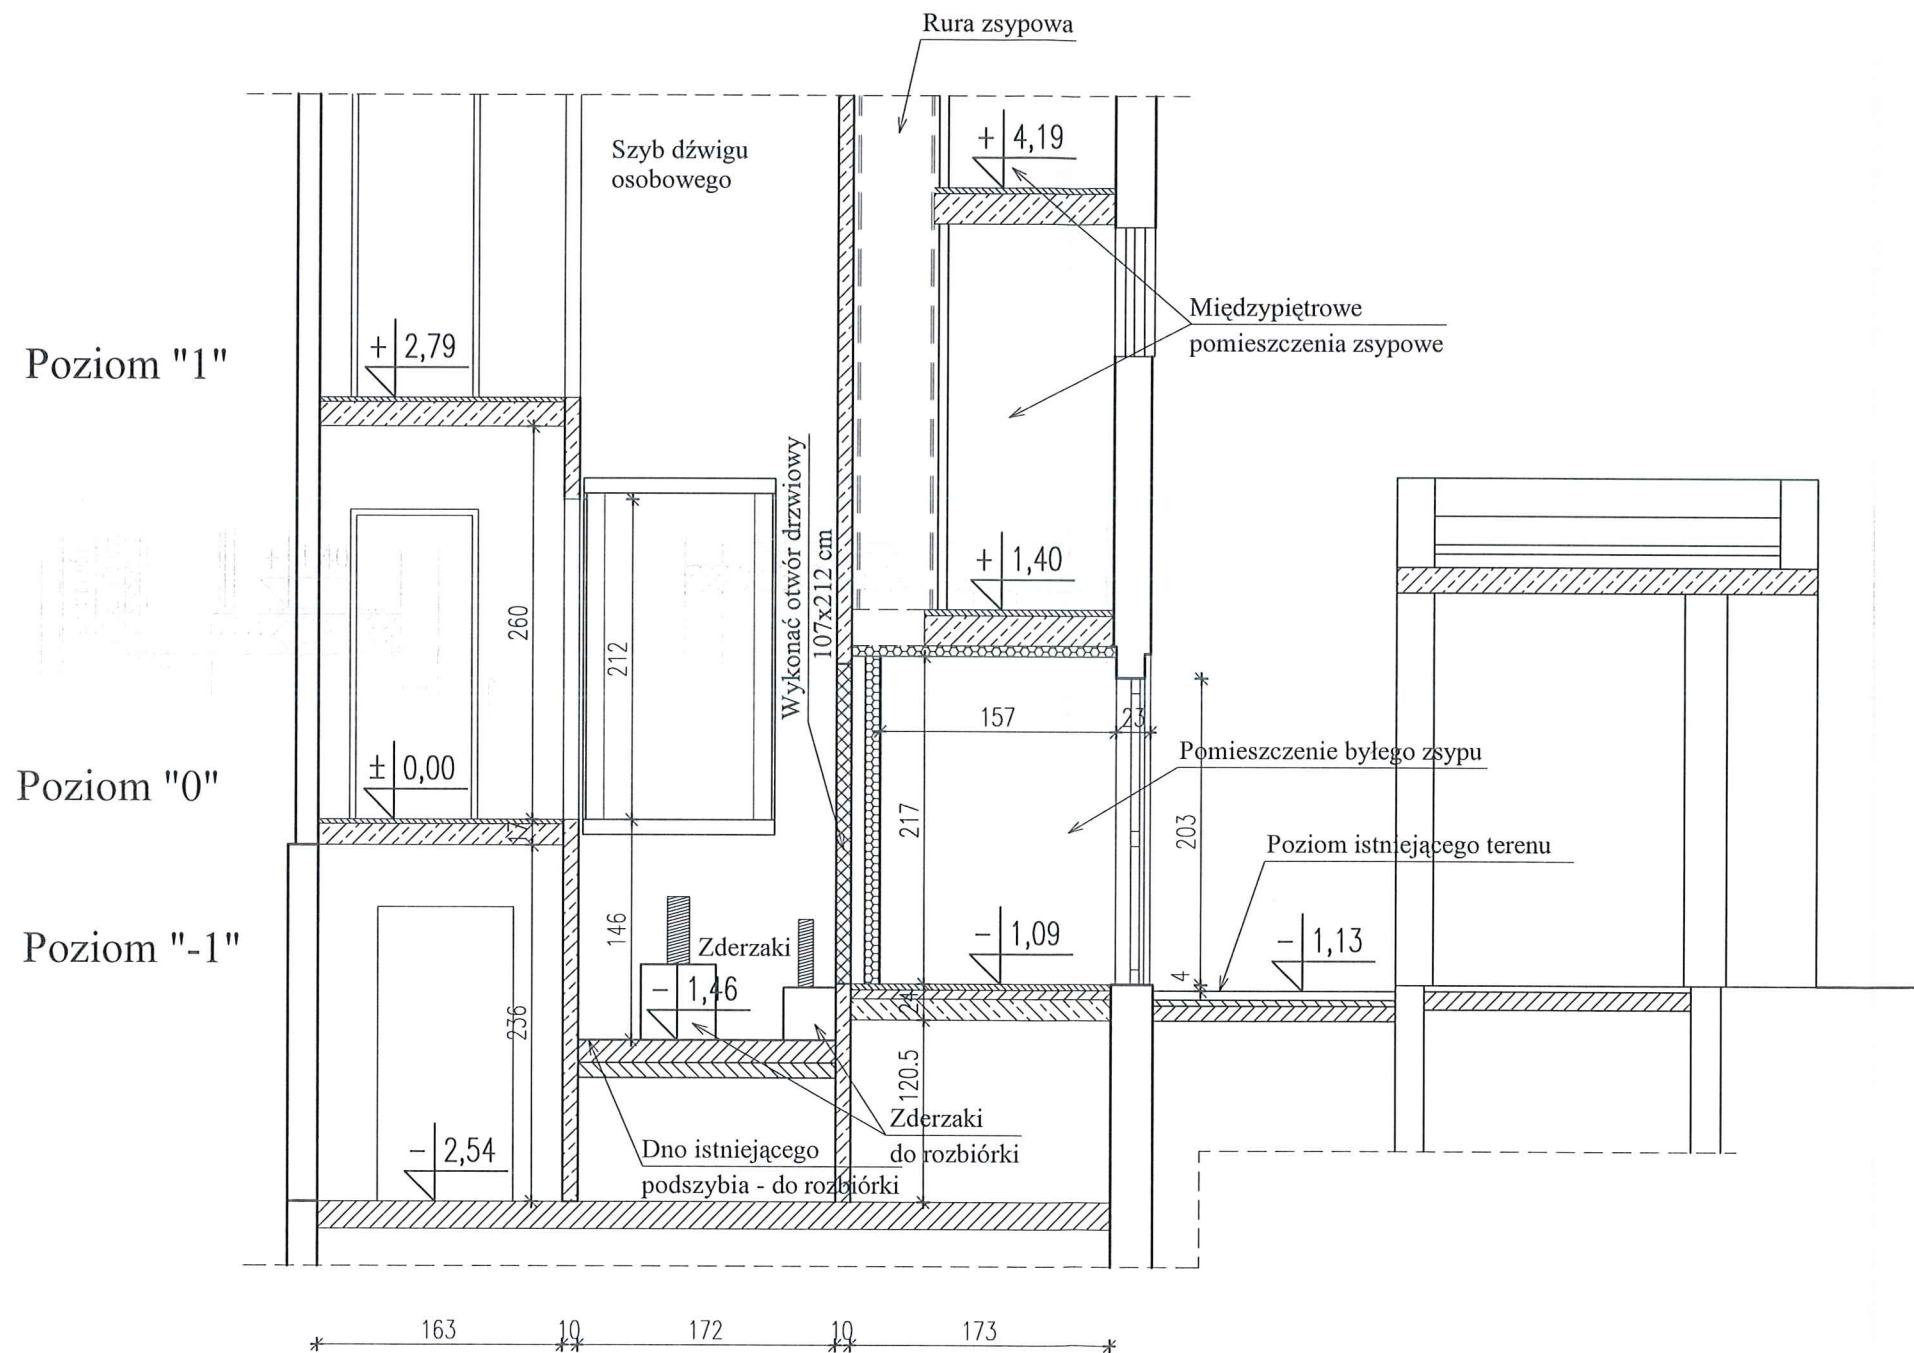 Rura zsypowa
Szyb dźwigu
osobowego
+ 4,19
Międzypiętrowe
pomieszczenia zsypowe
Poziom "1"
+ 2,79
Wykonać otwór drzwiowy
107x212 cm
+ 1,40
260
212
157
23
Pomieszczenie byłego zsypu
Poziom "0"
± 0,00
17
217
203
Poziom istniejącego terenu
Poziom "-1"
146
Zderzaki
- 1,46
- 1,09
- 1,13
4
24
236
120.5
Zderzaki
do rozbiórki
Dno istniejącego
podszybia - do rozbiórki
- 2,54
163
10
172
10
173